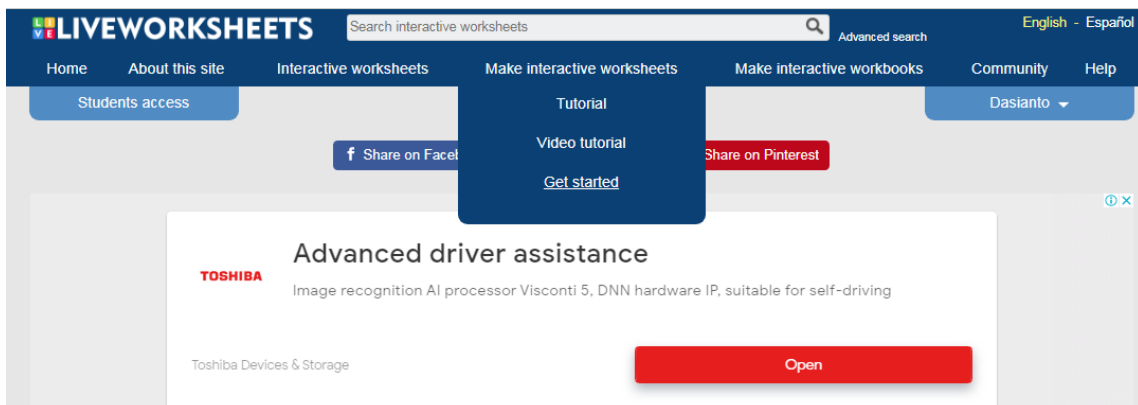 LIVEWORKSHEETS
Search interactive worksheets
Advanced search
English - Español
Home About this site Interactive worksheets Make interactive worksheets Make interactive workbooks Community Help
Students access
Tutorial
Dasianto
Video tutorial
f Share on Faceb
Share on Pinterest
Get started
Advanced driver assistance
TOSHIBA
Image recognition AI processor Visconti 5, DNN hardware IP, suitable for self-driving
Toshiba Devices & Storage
Open